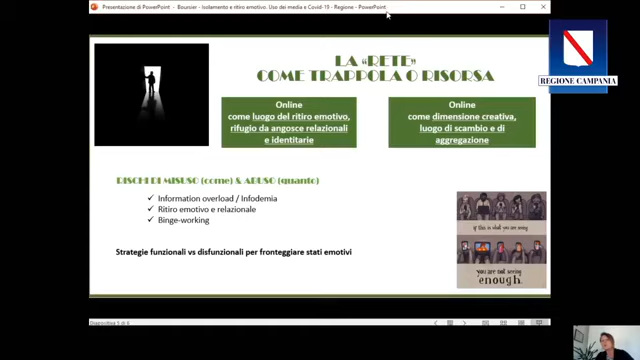 Presentazione di PowerPoint - Boursier - Isolamento e ritiro emotivo. Uso dei media e Covid-19 - Regione - PowerPoint
REGIONE CAMPANIA
LA "RETE"
COME TRAPPOLA O RISORSA
Online
come luogo del ritiro emotivo,
rifugio da angosce relazionali
e identitarie
Online
come dimensione creativa,
luogo di scambio e di
aggregazione
RISCHI DI MISUSO (come) & ABUSO (quanto)
✓ Information overload / Infodemia
✓ Ritiro emotivo e relazionale
✓ Binge-working
Strategie funzionali vs disfunzionali per fronteggiare stati emotivi
if this is what you are seeing
you are not seeing
enough.
Diapositiva 5 di 6